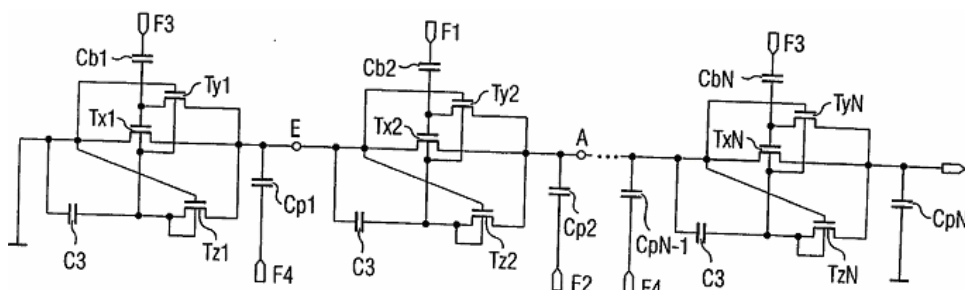 F3
F1
F3
Cb1
Cb2
CbN
Ty1
Ty2
TyN
Tx1
E
Tx2
A
TxN
Cp1
Cp2
CpN-1
CpN
C3
Tz1
C3
Tz2
C3
TzN
F4
F2
F4